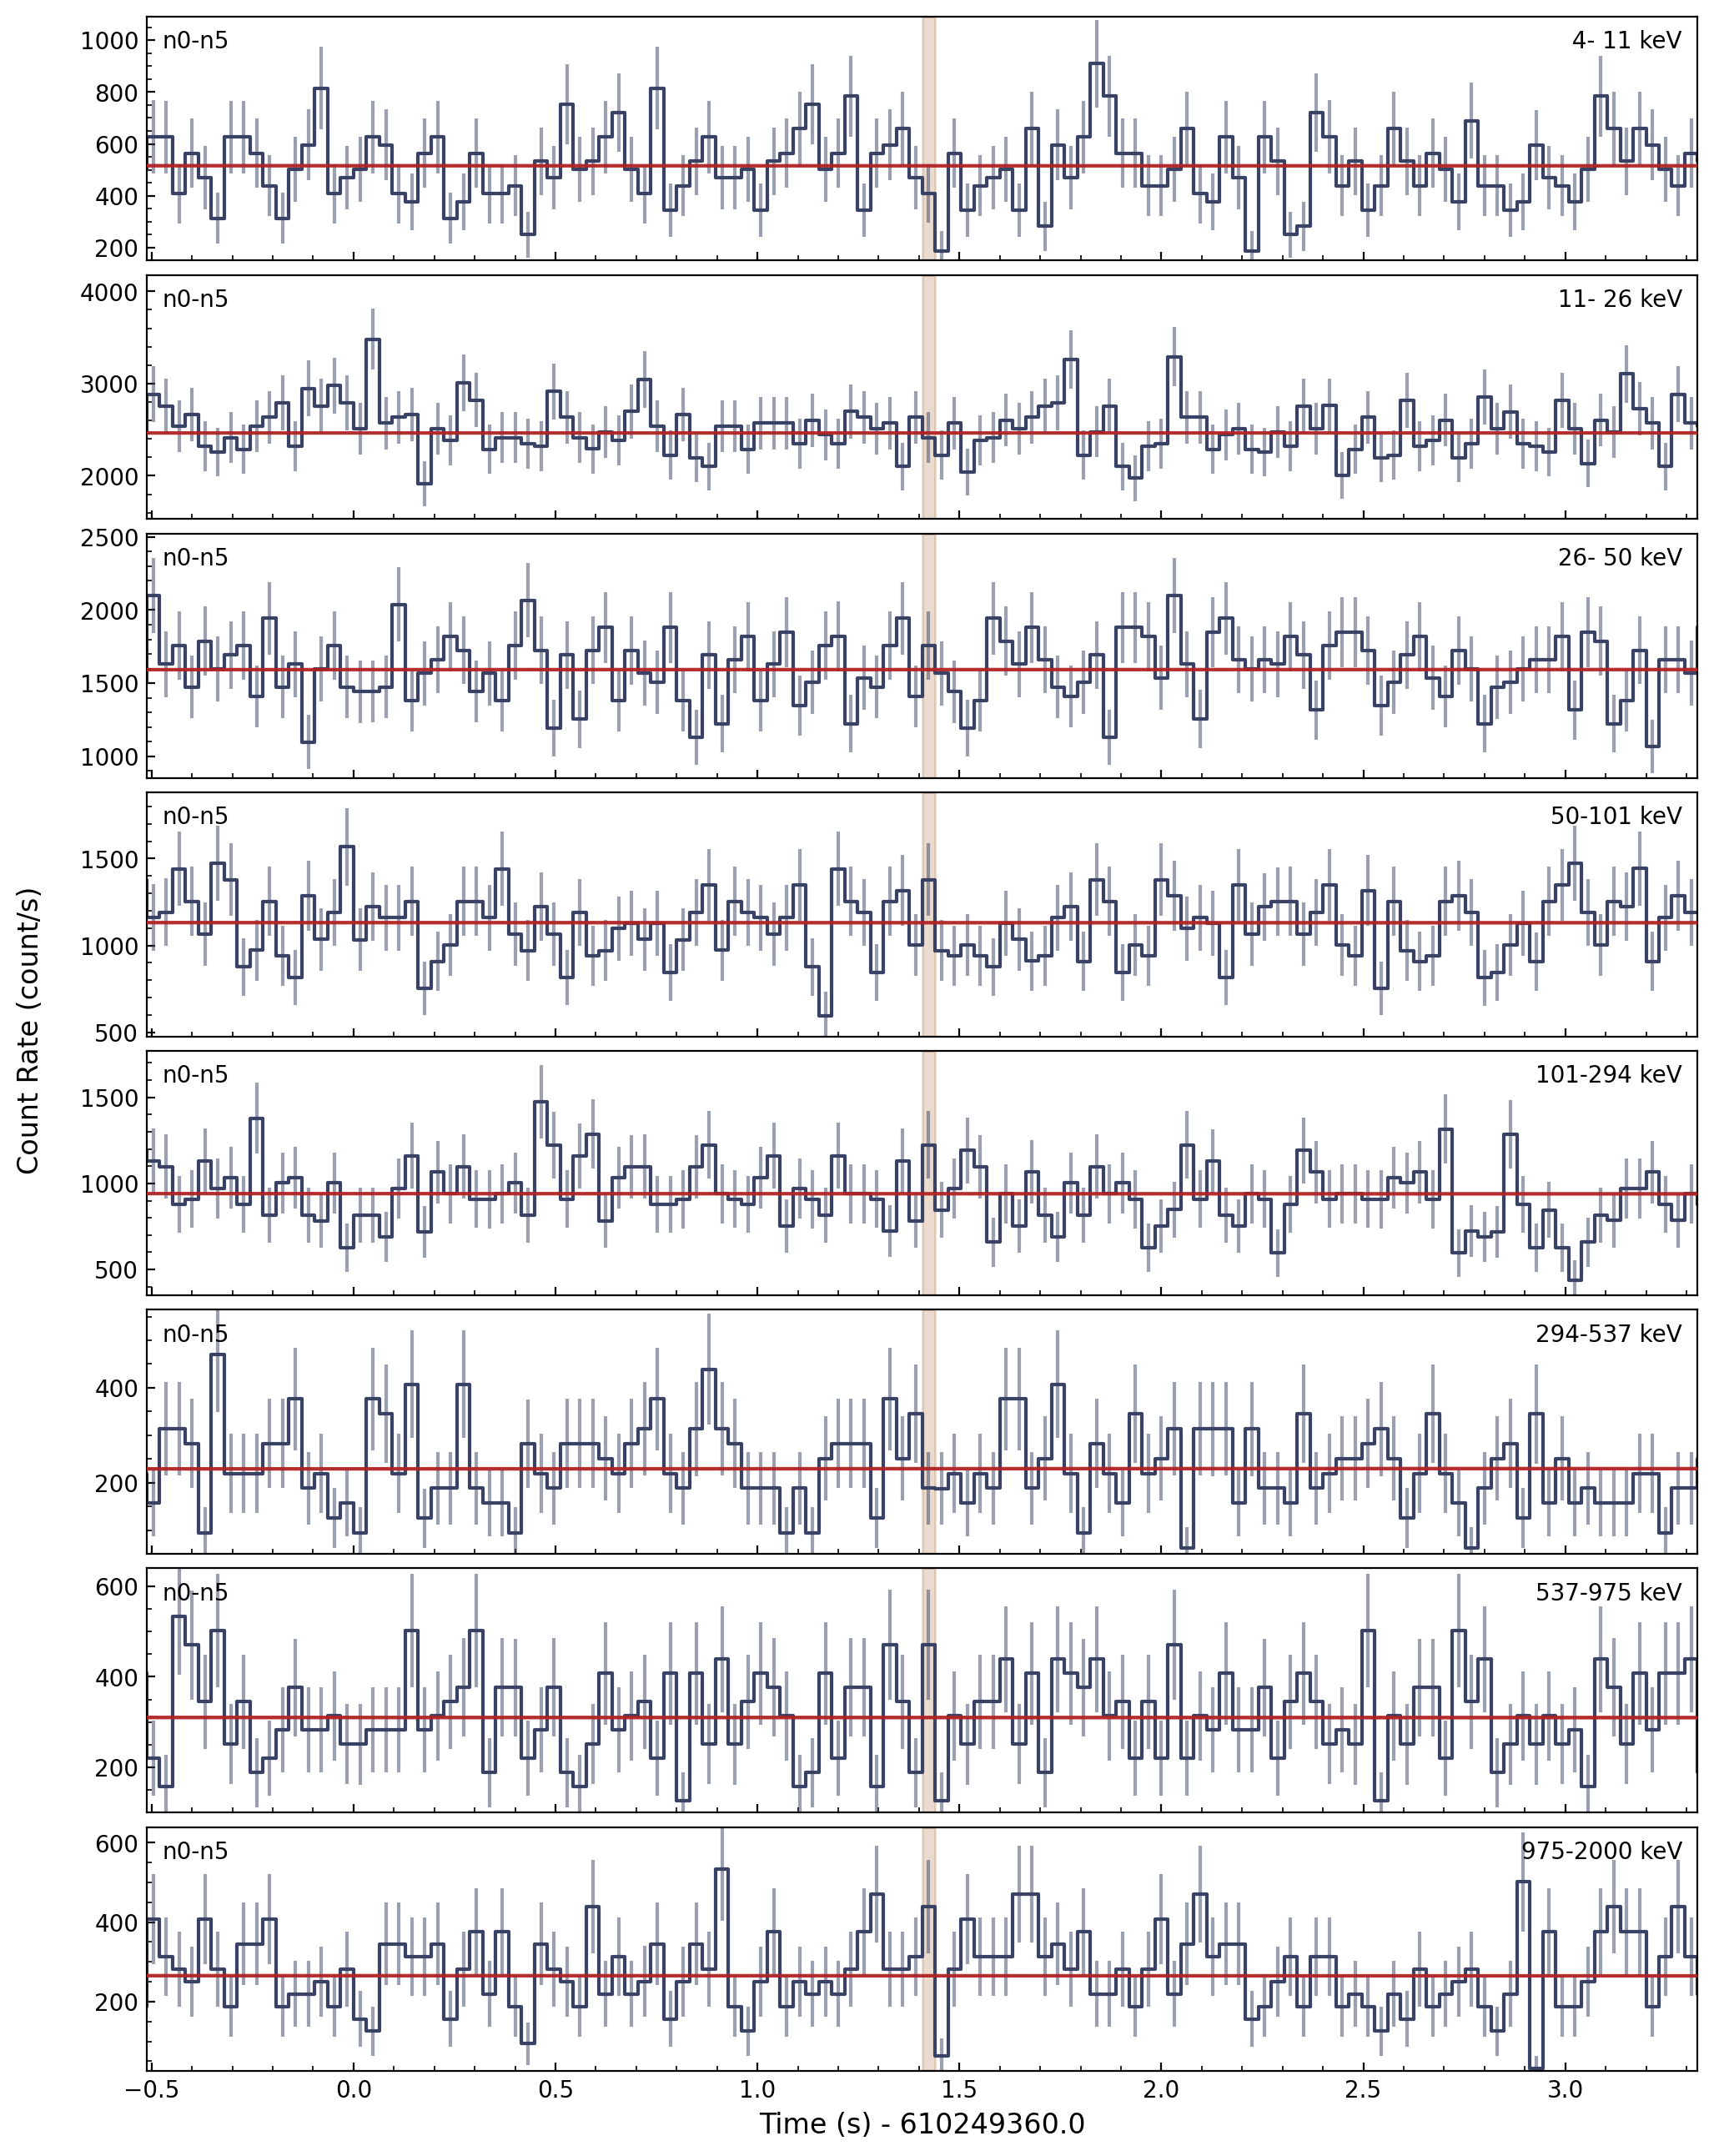 n0-n5 4- 11 keV
1000
800
600
400
200
n0-n5 11- 26 keV
4000
3000
2000
n0-n5 26- 50 keV
2500
2000
1500
1000
n0-n5 50-101 keV
1500
1000
500
n0-n5 101-294 keV
1500
1000
500
n0-n5 294-537 keV
400
200
n0-n5 537-975 keV
600
400
200
n0-n5 975-2000 keV
600
400
200
−0.5 0.0 0.5 1.0 1.5 2.0 2.5 3.0
Time (s) - 610249360.0
Count Rate (count/s)